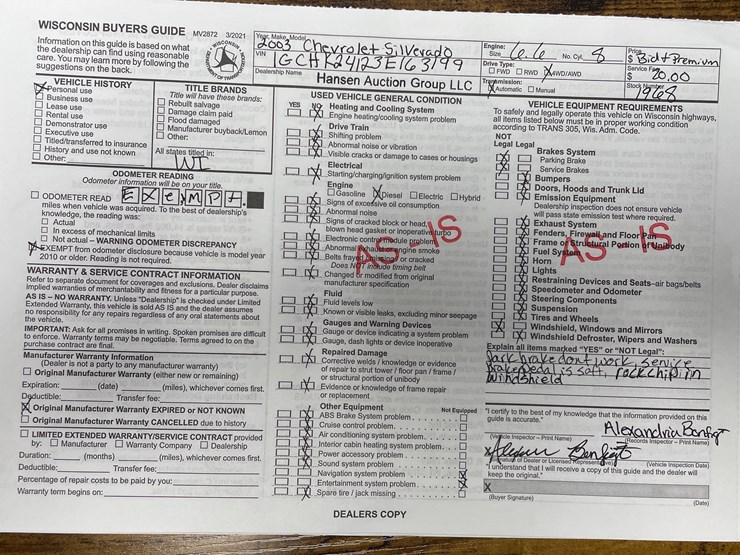 WISCONSIN BUYERS GUIDE MV2872 3/2021
Information on this guide is based on what
the dealership can find using reasonable
care. You may learn more by following the
suggestions on the back.
WISCONSIN
Year, Make, Model
2003 Chevrolet Silverado
VIN
1GCHK24123E163199
Dealership Name
Hansen Auction Group LLC
Engine:
Size 6.6 No. Cyl. 8
Drive Type:
FWD RWD 4WD/AWD
Transmission:
Automatic Manual
Price
$ Bid + Premium
Service Fee
$ 20.00
Stock
1968
VEHICLE HISTORY
Personal use
Business use
Lease use
Rental use
Demonstrator use
Executive use
Titled/transferred to insurance
History and use not known
Other:
TITLE BRANDS
Title will have these brands:
Rebuilt salvage
Damage claim paid
Flood damaged
Manufacturer buyback/Lemon
Other:
All states titled in:
WI
ODOMETER READING
Odometer information will be on your title.
ODOMETER READ EXEMPT.
miles when vehicle was acquired. To the best of dealership's
knowledge, the reading was:
Actual
In excess of mechanical limits
Not actual – WARNING ODOMETER DISCREPANCY
EXEMPT from odometer disclosure because vehicle is model year
2010 or older. Reading is not required.
WARRANTY & SERVICE CONTRACT INFORMATION
Refer to separate document for coverages and exclusions. Dealer disclaims
implied warranties of merchantability and fitness for a particular purpose.
AS IS – NO WARRANTY. Unless "Dealership" is checked under Limited
Extended Warranty, this vehicle is sold AS IS and the dealer assumes
no responsibility for any repairs regardless of any oral statements about
the vehicle.
IMPORTANT: Ask for all promises in writing. Spoken promises are difficult
to enforce. Warranty terms may be negotiable. Terms agreed to on the
purchase contract are final.
Manufacturer Warranty Information
(Dealer is not a party to any manufacturer warranty)
Original Manufacturer Warranty (either new or remaining)
Expiration: (date) (miles), whichever comes first.
Deductible: Transfer fee:
Original Manufacturer Warranty EXPIRED or NOT KNOWN
Original Manufacturer Warranty CANCELLED due to history
LIMITED EXTENDED WARRANTY/SERVICE CONTRACT provided
by: Manufacturer Warranty Company Dealership
Duration: (months) (miles), whichever comes first.
Deductible: Transfer fee:
Percentage of repair costs to be paid by you:
Warranty term begins on:
USED VEHICLE GENERAL CONDITION
YES NO
Heating and Cooling System
Engine heating/cooling system problem
Drive Train
Shifting problem
Abnormal noise or vibration
Visible cracks or damage to cases or housings
Electrical
Starting/charging/ignition system problem
Engine
Gasoline Diesel Electric Hybrid
Signs of excessive oil consumption
Abnormal noise
Signs of cracked block or head,
blown head gasket or inoperative turbo
Electronic control module problem
Belts frayed, missing or cracked
Does NOT include timing belt
Changed or modified from original
manufacturer specification
Fluid
Fluid levels low
Known or visible leaks, excluding minor seepage
Gauges and Warning Devices
Gauge or device indicating a system problem
Gauge, dash lights or device inoperative
Repaired Damage
Corrective welds / knowledge or evidence
of repair to strut tower / floor pan / frame /
or structural portion of unibody
Evidence or knowledge of frame repair
or replacement
Other Equipment Not Equipped
ABS Brake System problem
Cruise control problem
Air conditioning system problem
Interior cabin heating system problem
Power accessory problem
Sound system problem
Navigation system problem
Entertainment system problem
Spare tire / jack missing
AS-IS
VEHICLE EQUIPMENT REQUIREMENTS
To safely and legally operate this vehicle on Wisconsin highways,
all items listed below must be in proper working condition
according to TRANS 305, Wis. Adm. Code.
NOT
Legal Legal
Brakes System
Parking Brake
Service Brakes
Bumpers
Doors, Hoods and Trunk Lid
Emission Equipment
Dealership inspection does not ensure vehicle
will pass state emission test where required.
Exhaust System
Fenders, Firewall and Floor Pan
Frame or Structural Portion of Unibody
Fuel System
Horn
Lights
Restraining Devices and Seats–air bags/belts
Speedometer and Odometer
Steering Components
Suspension
Tires and Wheels
Windshield, Windows and Mirrors
Windshield Defroster, Wipers and Washers
AS-IS
Explain all items marked "YES" or "NOT Legal":
park brake dont work, service
brake pedal is soft, rock chip in
windshield
"I certify to the best of my knowledge that the information provided on this
guide is accurate."
(Vehicle Inspector – Print Name) (Records Inspector – Print Name)
X
(Signature of Dealer or Licensed Representative) (Vehicle Inspection Date)
"I understand that I will receive a copy of this guide and dealer will
keep the original."
X
(Buyer Signature) (Date)
DEALERS COPY